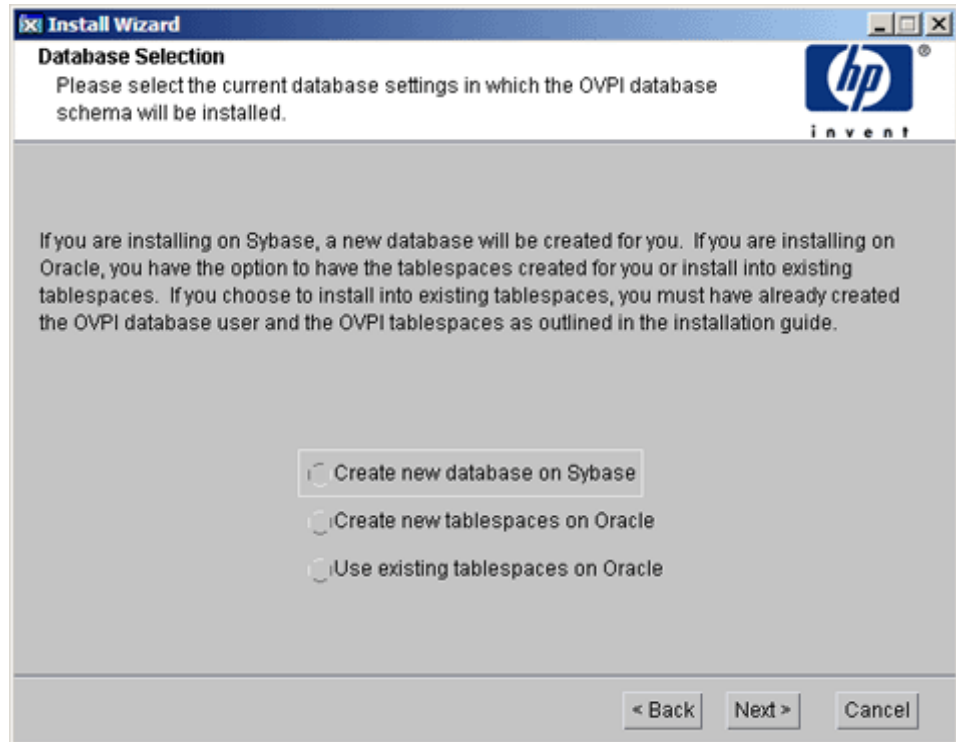 Install Wizard
Database Selection
Please select the current database settings in which the OVPI database
schema will be installed.
hp
®
invent
If you are installing on Sybase, a new database will be created for you. If you are installing on
Oracle, you have the option to have the tablespaces created for you or install into existing
tablespaces. If you choose to install into existing tablespaces, you must have already created
the OVPI database user and the OVPI tablespaces as outlined in the installation guide.
Create new database on Sybase
Create new tablespaces on Oracle
Use existing tablespaces on Oracle
< Back Next > Cancel